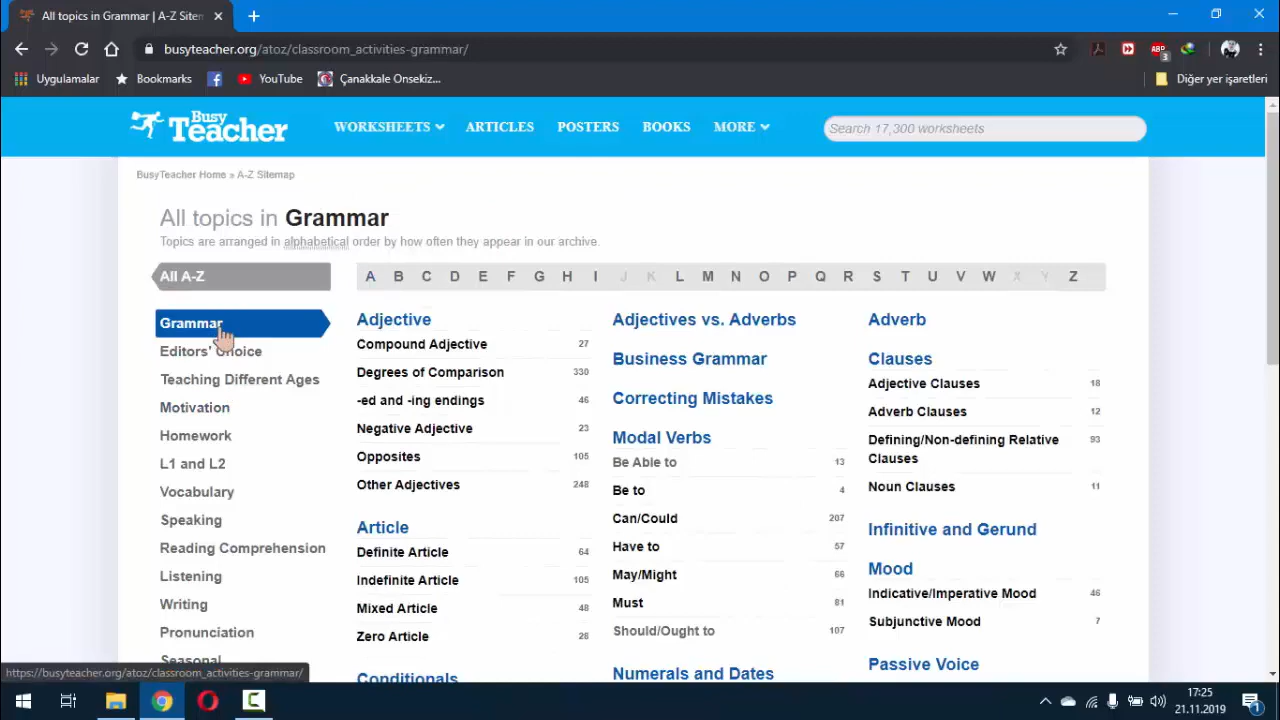 All topics in Grammar | A-Z Sitem
busyteacher.org/atoz/classroom_activities-grammar/
ABP
3
Uygulamalar
Bookmarks
YouTube
Çanakkale Onsekiz...
Diğer yer işaretleri
Busy
Teacher
WORKSHEETS
ARTICLES
POSTERS
BOOKS
MORE
Search 17,300 worksheets
BusyTeacher Home » A-Z Sitemap
All topics in Grammar
Topics are arranged in alphabetical order by how often they appear in our archive.
All A-Z
A B C D E F G H I J K L M N O P Q R S T U V W X Y Z
Grammar
Editors' Choice
Teaching Different Ages
Motivation
Homework
L1 and L2
Vocabulary
Speaking
Reading Comprehension
Listening
Writing
Pronunciation
Seasonal
Adjective
Compound Adjective 27
Degrees of Comparison 330
-ed and -ing endings 46
Negative Adjective 23
Opposites 105
Other Adjectives 248
Article
Definite Article 64
Indefinite Article 105
Mixed Article 48
Zero Article 28
Conditionals
Adjectives vs. Adverbs
Business Grammar
Correcting Mistakes
Modal Verbs
Be Able to 13
Be to 4
Can/Could 207
Have to 57
May/Might 66
Must 81
Should/Ought to 107
Numerals and Dates
Adverb
Clauses
Adjective Clauses 18
Adverb Clauses 12
Defining/Non-defining Relative 93
Clauses
Noun Clauses 11
Infinitive and Gerund
Mood
Indicative/Imperative Mood 46
Subjunctive Mood 7
Passive Voice
https://busyteacher.org/atoz/classroom_activities-grammar/
17:25
21.11.2019
1